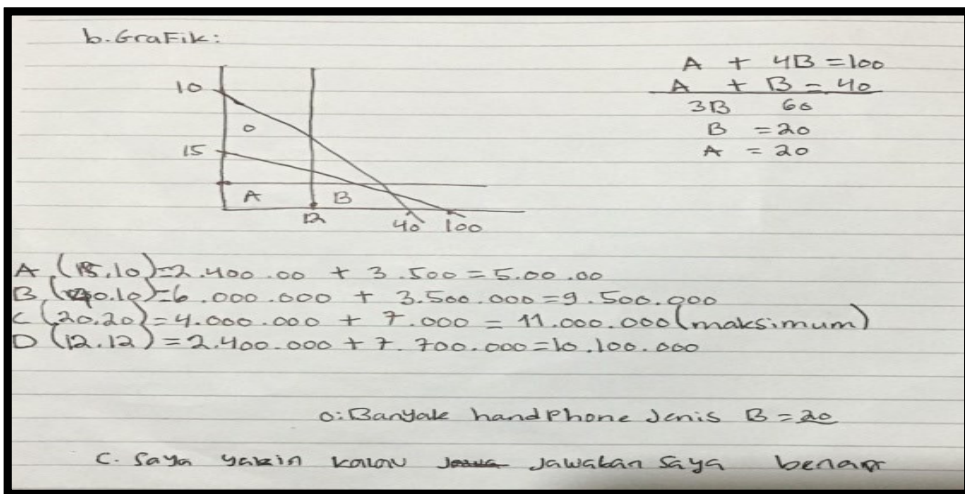 b. GraFik:
A + 4B = 100
A + B = 40
3B 60
B = 20
A = 20
10
0
15
A B
12
40 100
A (15.10) = 2.400.00 + 3.500 = 5.00.00
B (40.10) = 6.000.000 + 3.500.000 = 9.500.000
C (20.20) = 4.000.000 + 7.000 = 11.000.000 (maksimum)
D (12.12) = 2.400.000 + 7.700.000 = 10.100.000
o: Banyak handPhone Jenis B = 20
C. Saya yakin kalau Jawaban Saya benar